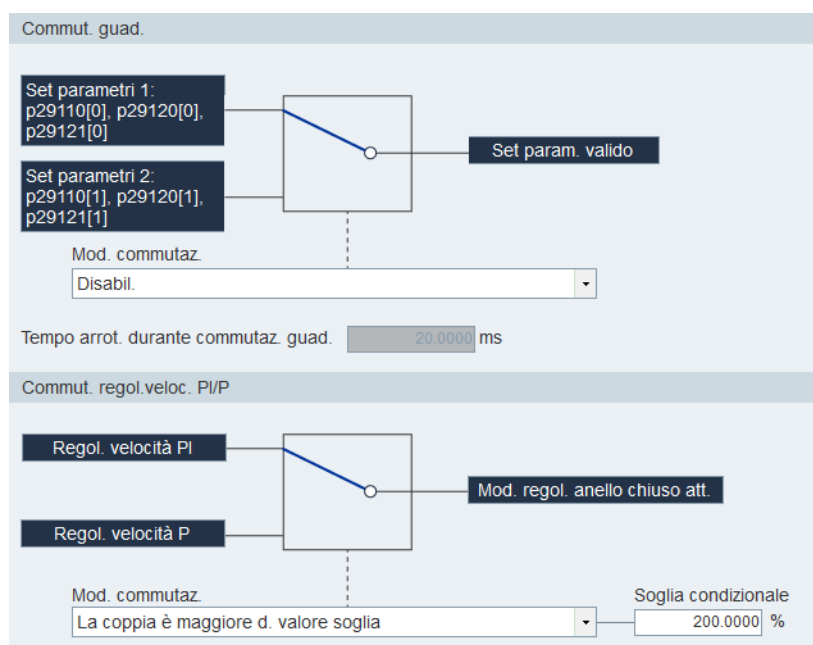 Commut. guad.
Set parametri 1:
p29110[0], p29120[0],
p29121[0]
Set param. valido
Set parametri 2:
p29110[1], p29120[1],
p29121[1]
Mod. commutaz.
Disabil.
Tempo arrot. durante commutaz. guad. 20.0000 ms
Commut. regol.veloc. PI/P
Regol. velocità PI
Mod. regol. anello chiuso att.
Regol. velocità P
Mod. commutaz. Soglia condizionale
La coppia è maggiore d. valore soglia 200.0000 %